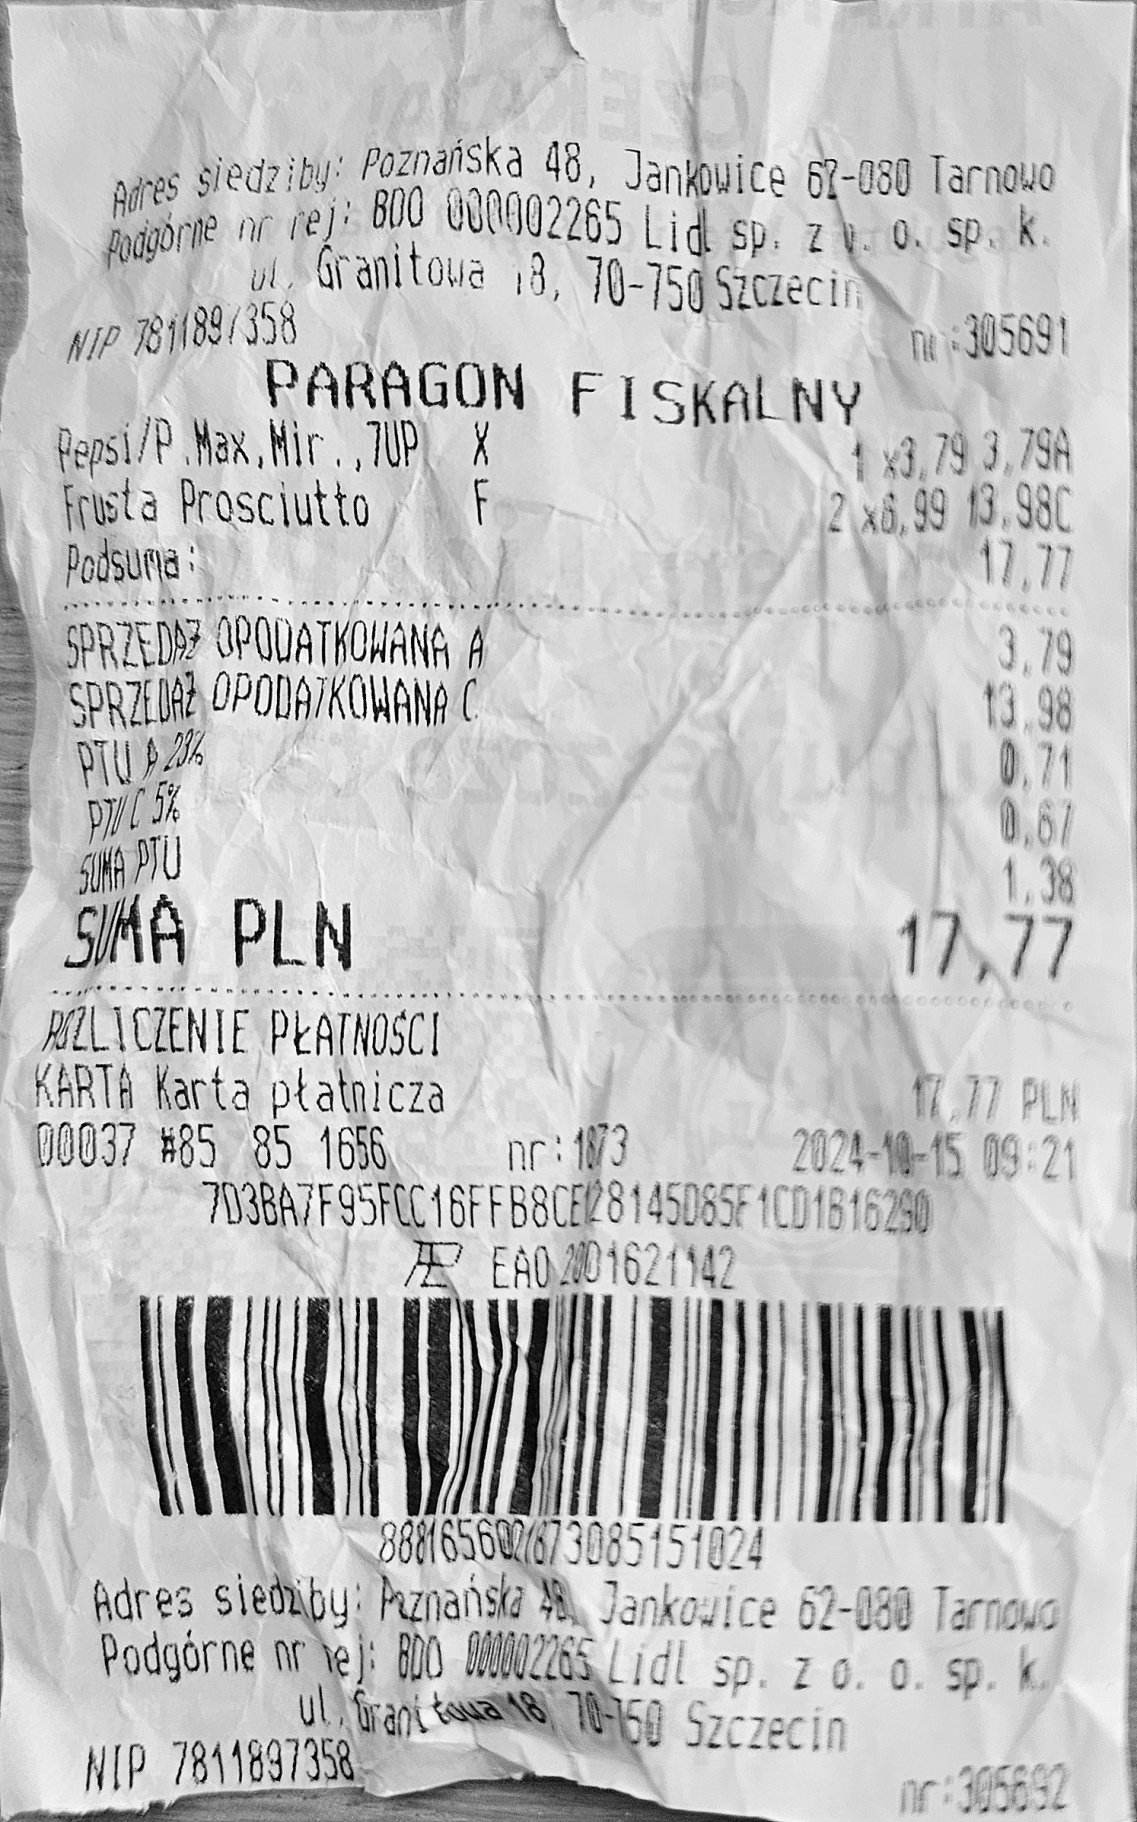 Adres siedziby: Poznańska 48, Jankowice 62-080 Tarnowo
Podgórne nr rej: BDO 000002265 Lidl sp. z o. o. sp. k.
ul. Granitowa 18, 70-750 Szczecin
NIP 7811897358 nr:305691
PARAGON FISKALNY
Pepsi/P.Max,Mir.,7UP X 1 x3,79 3,79A
Frusta Prosciutto F 2 x6,99 13,98C
Podsuma: 17,77
SPRZEDAŻ OPODATKOWANA A 3,79
SPRZEDAŻ OPODATKOWANA C 13,98
PTU A 23% 0,71
PTU C 5% 0,67
SUMA PTU 1,38
SUMA PLN 17,77
ROZLICZENIE PŁATNOŚCI
KARTA Karta płatnicza 17,77 PLN
00037 #85 85 1656 nr:1873 2024-10-15 09:21
7D3BA7F95FCC16FFB8CE128145D85F1CD1B16290
EAO 2001621142
Adres siedziby: Poznańska 48, Jankowice 62-080 Tarnowo
Podgórne nr rej: BDO 000002265 Lidl sp. z o. o. sp. k.
ul. Granitowa 18, 70-750 Szczecin
NIP 7811897358 nr:305692